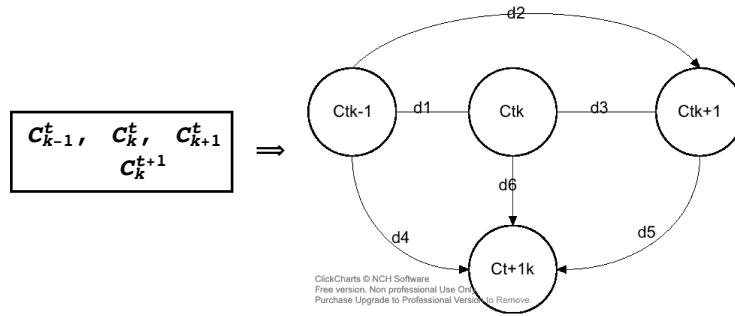 d2
Ctk-1 d1 Ctk d3 Ctk+1
C^t_{k-1}, C^t_k, C^t_{k+1}
⇒
C^{t+1}_k
d6
d4 d5
Ct+1k
ClickCharts © NCH Software
Free version. Non professional Use Only
Purchase Upgrade to Professional Version to Remove.